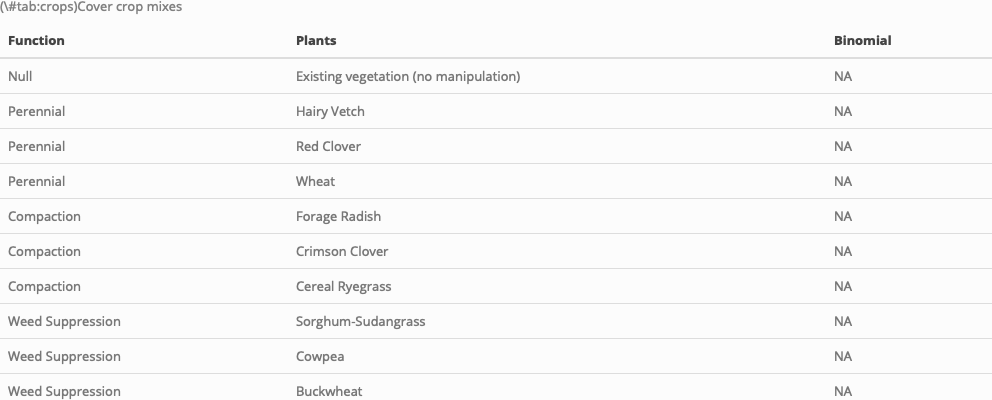 (\#tab:crops)Cover crop mixes
Function Plants Binomial
Null Existing vegetation (no manipulation) NA
Perennial Hairy Vetch NA
Perennial Red Clover NA
Perennial Wheat NA
Compaction Forage Radish NA
Compaction Crimson Clover NA
Compaction Cereal Ryegrass NA
Weed Suppression Sorghum-Sudangrass NA
Weed Suppression Cowpea NA
Weed Suppression Buckwheat NA